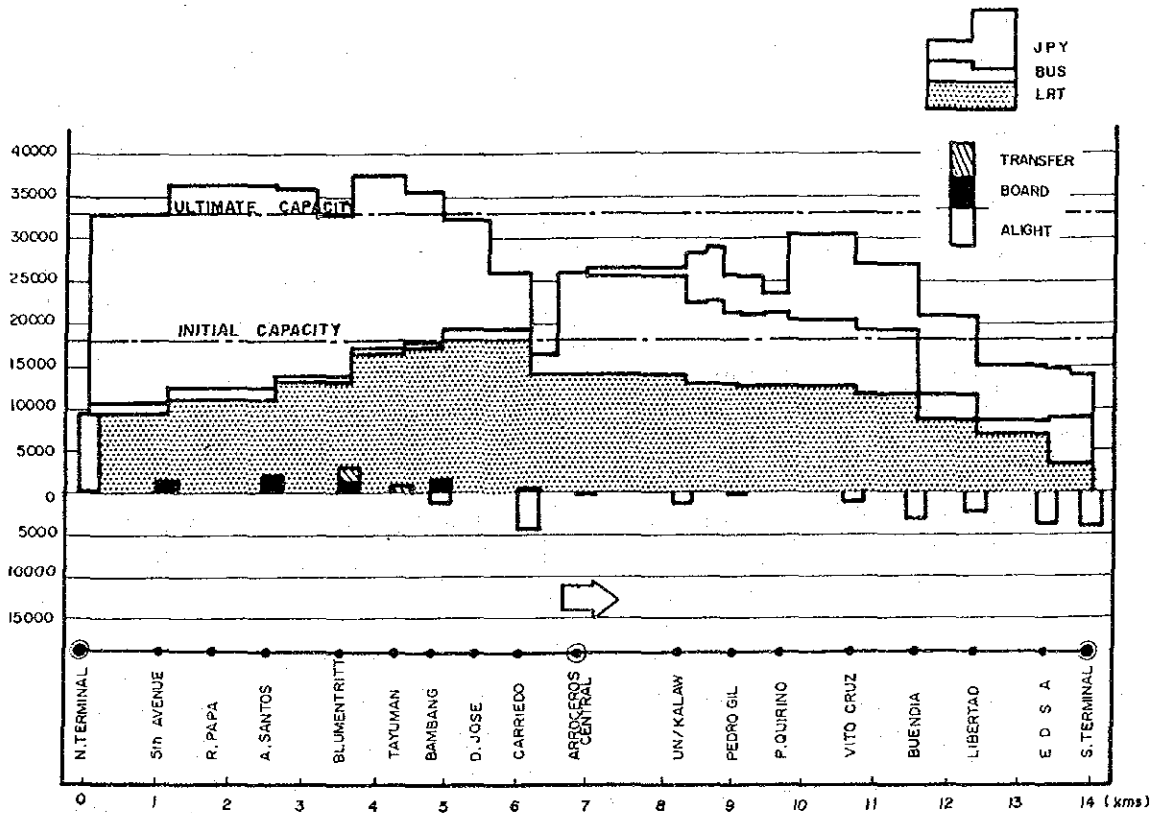 JPY
BUS
LRT
TRANSFER
BOARD
ALIGHT
40000
35000
30000
25000
20000
15000
10000
5000
0
5000
10000
15000
ULTIMATE CAPACITY
INITIAL CAPACITY
N. TERMINAL
5th AVENUE
R. PAPA
A. SANTOS
BLUMENTRITT
TAYUMAN
BAMBANG
D. JOSE
CARRIEDO
ARROCEROS
CENTRAL
UN/KALAW
PEDRO GIL
P. QUIRINO
VITO CRUZ
BUENDIA
LIBERTAD
E D S A
S. TERMINAL
0 1 2 3 4 5 6 7 8 9 10 11 12 13 14 (kms)